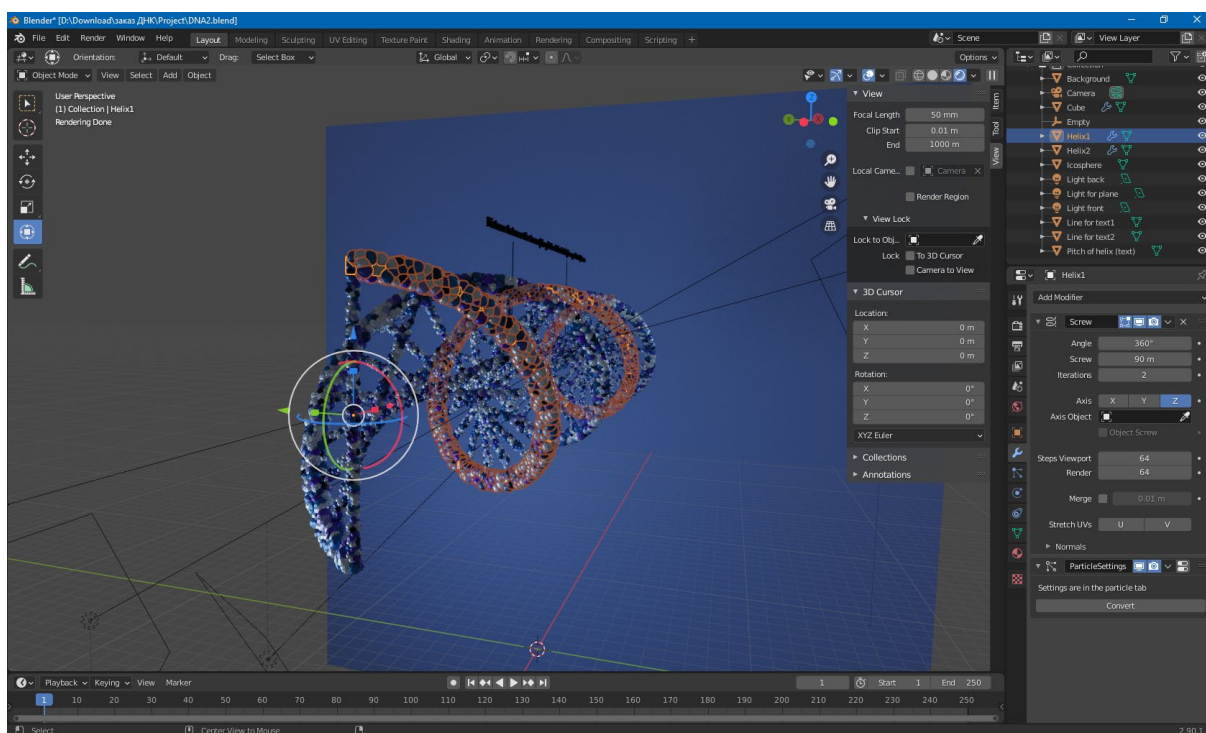 Blender* [D:\Download\заказ ДНК\Project\DNA2.blend]
File Edit Render Window Help Layout Modeling Sculpting UV Editing Texture Paint Shading Animation Rendering Compositing Scripting + Scene View Layer
Orientation: Default Drag: Select Box Global Options
Object Mode View Select Add Object
User Perspective
(1) Collection | Helix1
Rendering Done
Z
Y
X
View
Focal Length 50 mm
Clip Start 0.01 m
End 1000 m
Local Came... Camera
Render Region
View Lock
Lock to Obj...
Lock To 3D Cursor
Camera to View
3D Cursor
Location:
X 0 m
Y 0 m
Z 0 m
Rotation:
X 0°
Y 0°
Z 0°
XYZ Euler
Collections
Annotations
Item
Tool
View
Background
Camera
Cube
Empty
Helix1
Helix2
Icosphere
Light back
Light for plane
Light front
Line for text1
Line for text2
Pitch of helix (text)
Helix1
Add Modifier
Screw
Angle 360°
Screw 90 m
Iterations 2
Axis X Y Z
Axis Object
Object Screw
Steps Viewport 64
Render 64
Merge 0.01 m
Stretch UVs U V
Normals
ParticleSettings
Settings are in the particle tab
Convert
Playback Keying View Marker 1 Start 1 End 250
1 10 20 30 40 50 60 70 80 90 100 110 120 130 140 150 160 170 180 190 200 210 220 230 240 250
Select Center View to Mouse 2.90.1